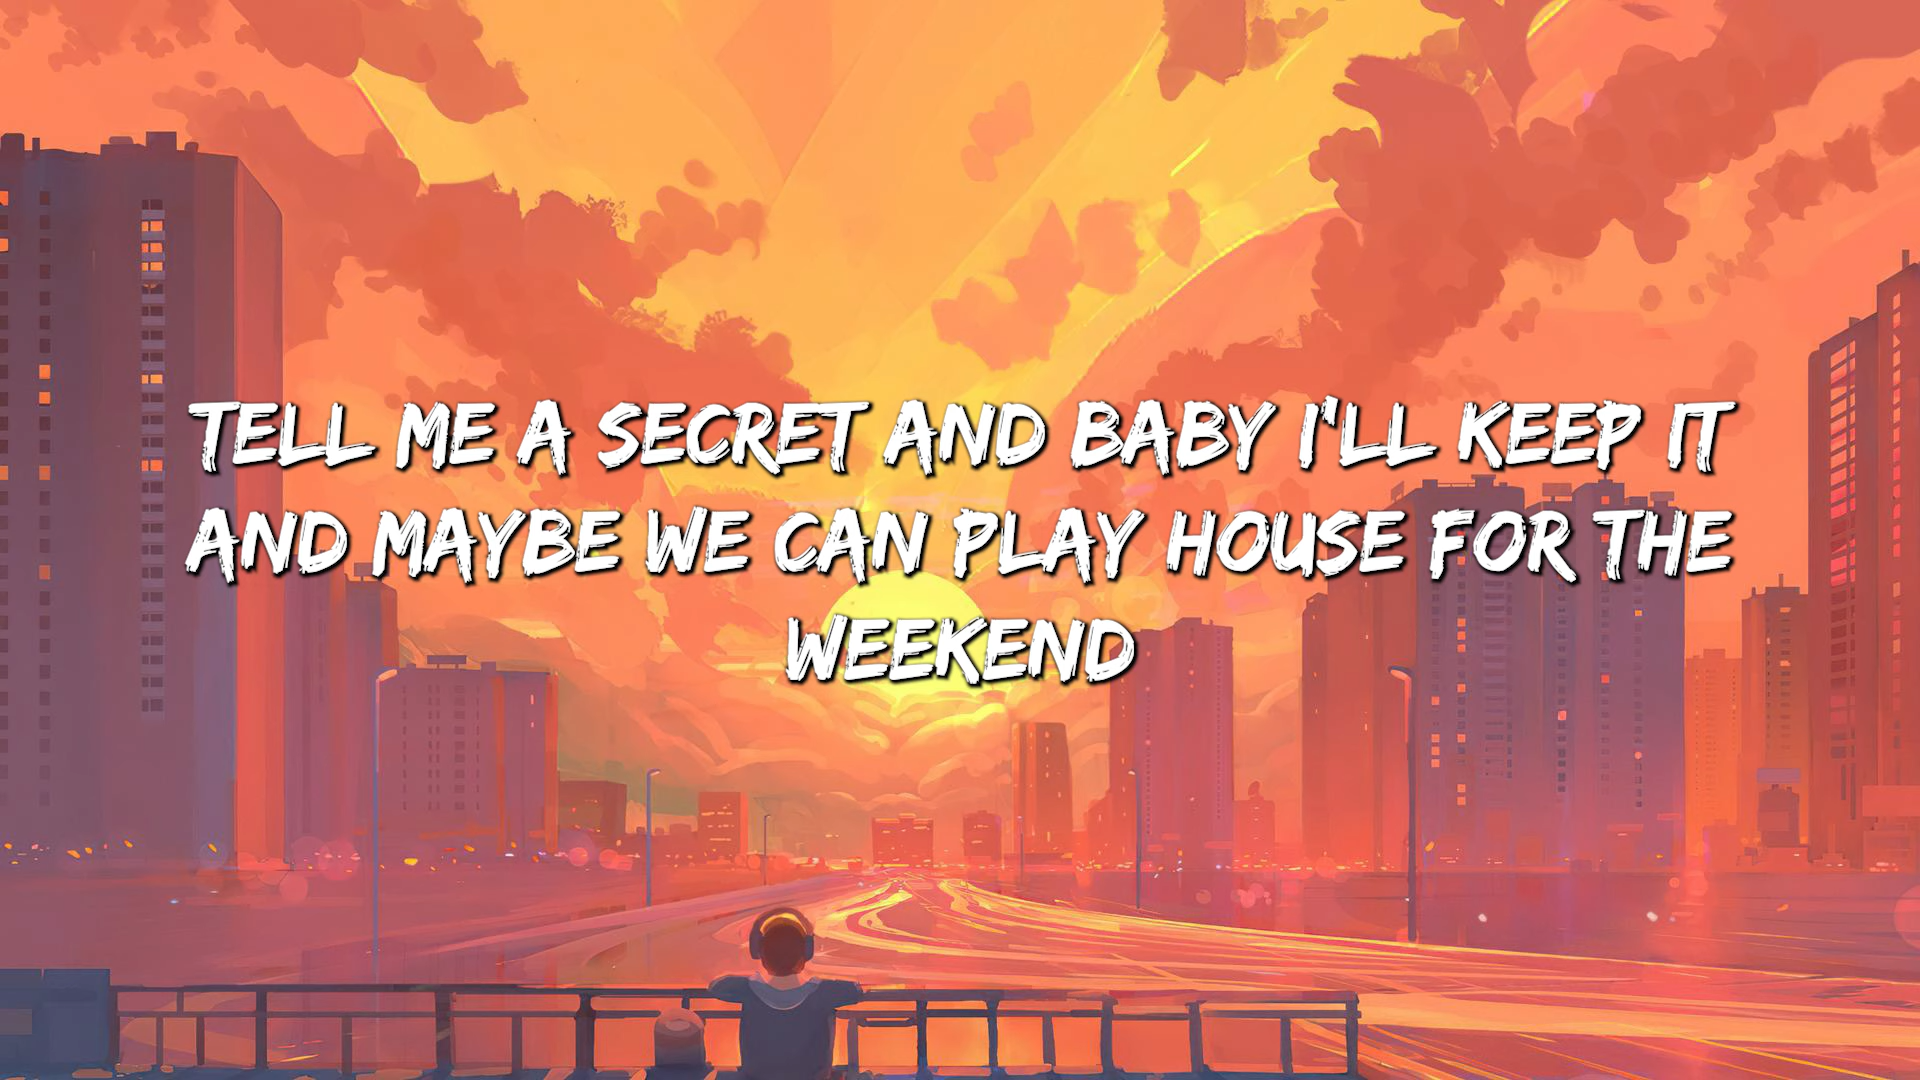 TELL ME A SECRET AND BABY I'LL KEEP IT
AND MAYBE WE CAN PLAY HOUSE FOR THE
WEEKEND